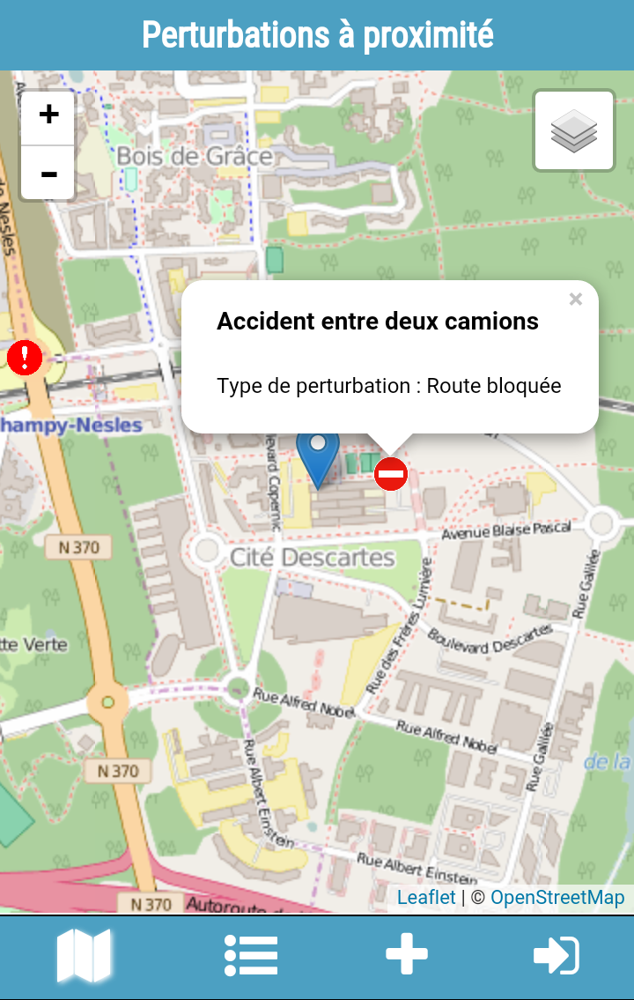 Perturbations à proximité
+
-
Bois de Grâce
de Nesles
×
Accident entre deux camions
Type de perturbation : Route bloquée
hampy-Nesles
levard Copernic
N 370
Avenue Blaise Pascal
Cité Descartes
Rue Galilée
Rue des Frères Lumière
Boulevard Descartes
tte Verte
Rue Alfred Nobel
Rue Alfred Nobel
Rue Galilée
de la
N 370
Rue Albert Einstein
Rue Albert Einstein
Leaflet | © OpenStreetMap
N 370
Autoroute de